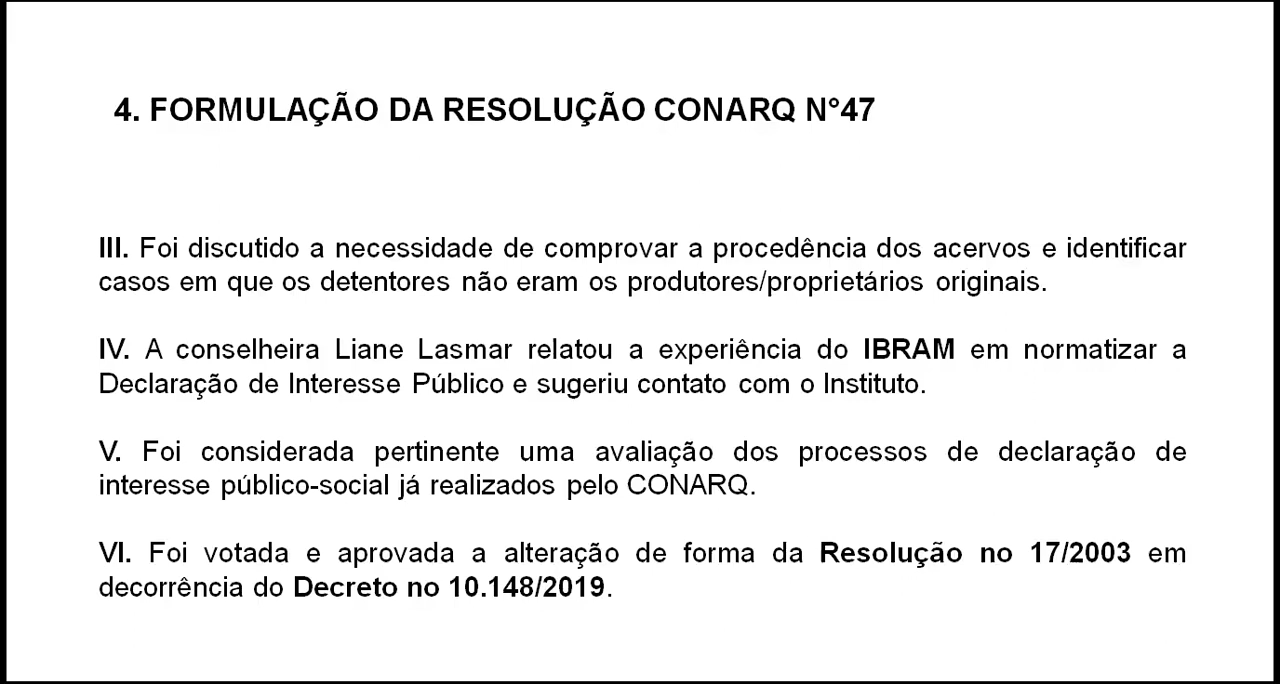 4. FORMULAÇÃO DA RESOLUÇÃO CONARQ N°47
III. Foi discutido a necessidade de comprovar a procedência dos acervos e identificar
casos em que os detentores não eram os produtores/proprietários originais.
IV. A conselheira Liane Lasmar relatou a experiência do IBRAM em normatizar a
Declaração de Interesse Público e sugeriu contato com o Instituto.
V. Foi considerada pertinente uma avaliação dos processos de declaração de
interesse público-social já realizados pelo CONARQ.
VI. Foi votada e aprovada a alteração de forma da Resolução no 17/2003 em
decorrência do Decreto no 10.148/2019.